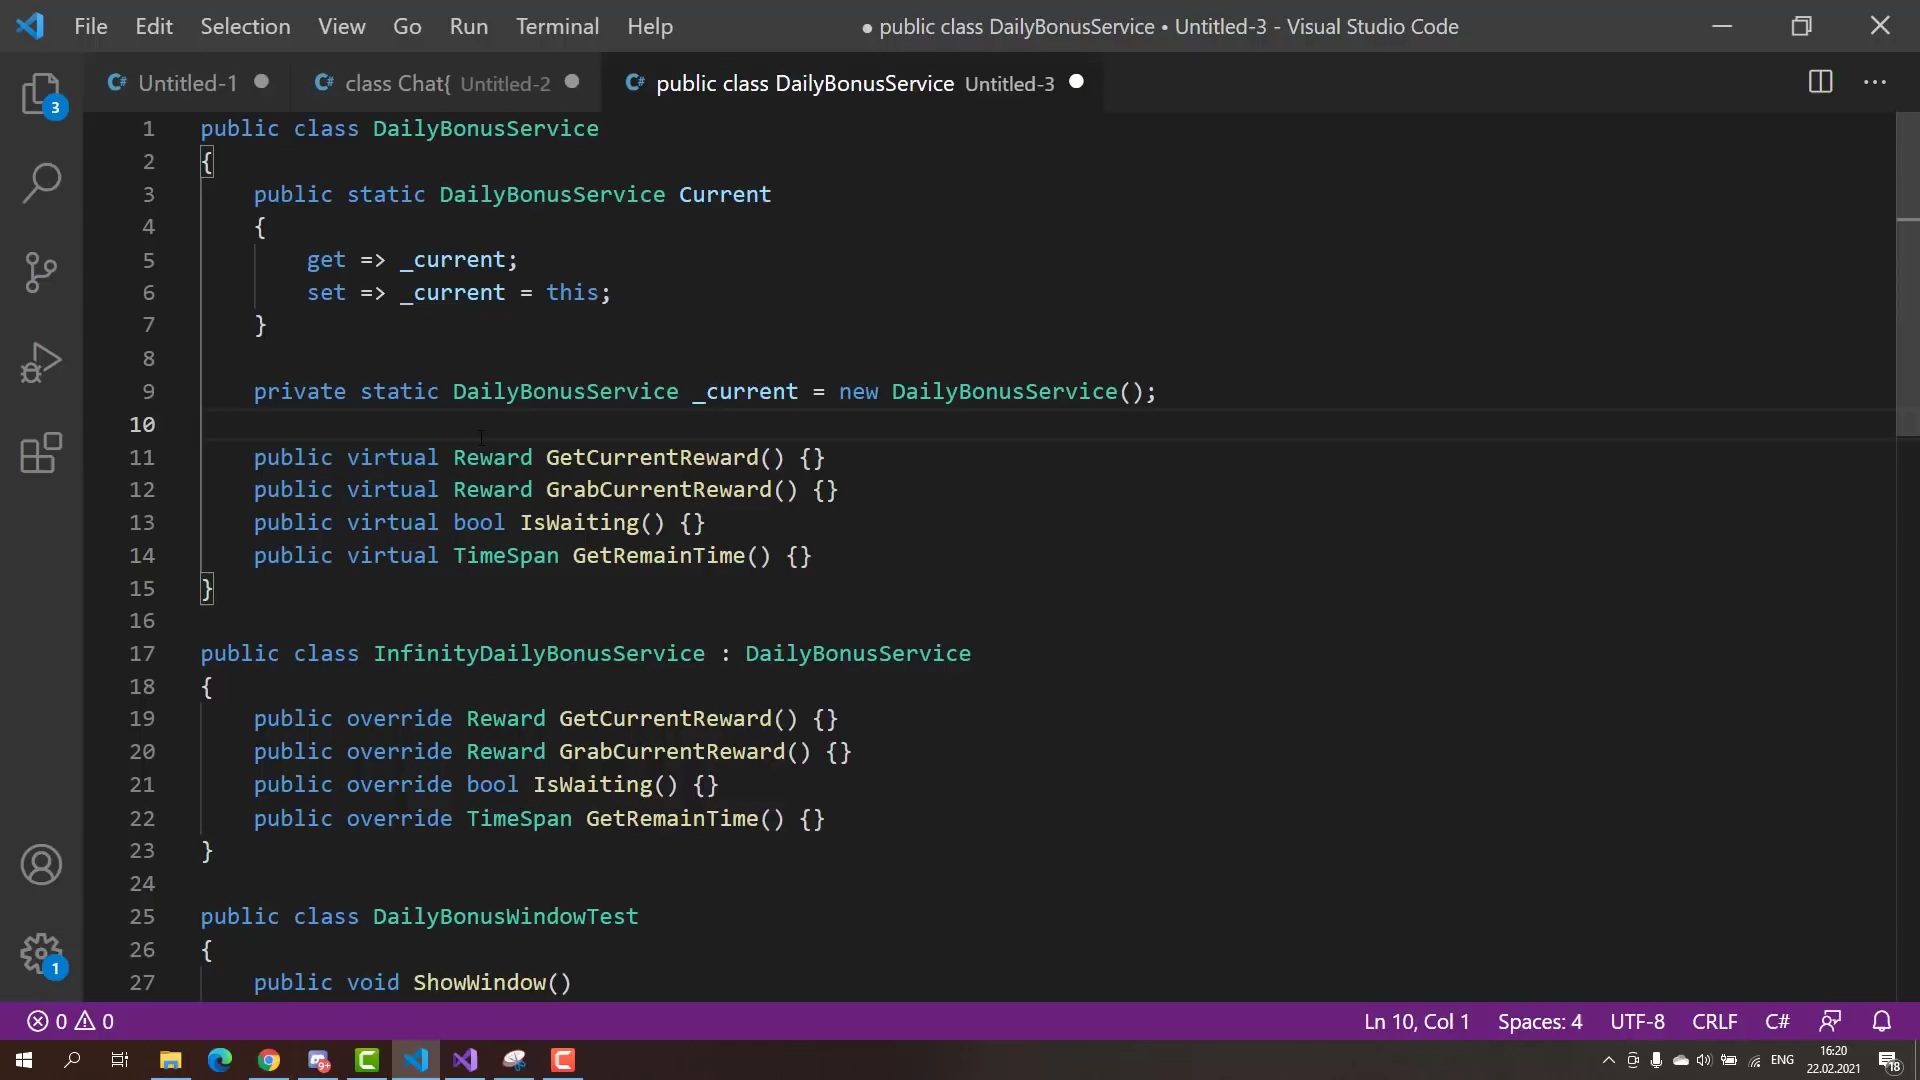 File Edit Selection View Go Run Terminal Help ● public class DailyBonusService • Untitled-3 - Visual Studio Code
Untitled-1 class Chat{ Untitled-2 public class DailyBonusService Untitled-3
1 public class DailyBonusService
2 {
3 public static DailyBonusService Current
4 {
5 get => _current;
6 set => _current = this;
7 }
8
9 private static DailyBonusService _current = new DailyBonusService();
10
11 public virtual Reward GetCurrentReward() {}
12 public virtual Reward GrabCurrentReward() {}
13 public virtual bool IsWaiting() {}
14 public virtual TimeSpan GetRemainTime() {}
15 }
16
17 public class InfinityDailyBonusService : DailyBonusService
18 {
19 public override Reward GetCurrentReward() {}
20 public override Reward GrabCurrentReward() {}
21 public override bool IsWaiting() {}
22 public override TimeSpan GetRemainTime() {}
23 }
24
25 public class DailyBonusWindowTest
26 {
27 public void ShowWindow()
3
1
0 0 Ln 10, Col 1 Spaces: 4 UTF-8 CRLF C#
9+ ENG 16:20
22.02.2021
18